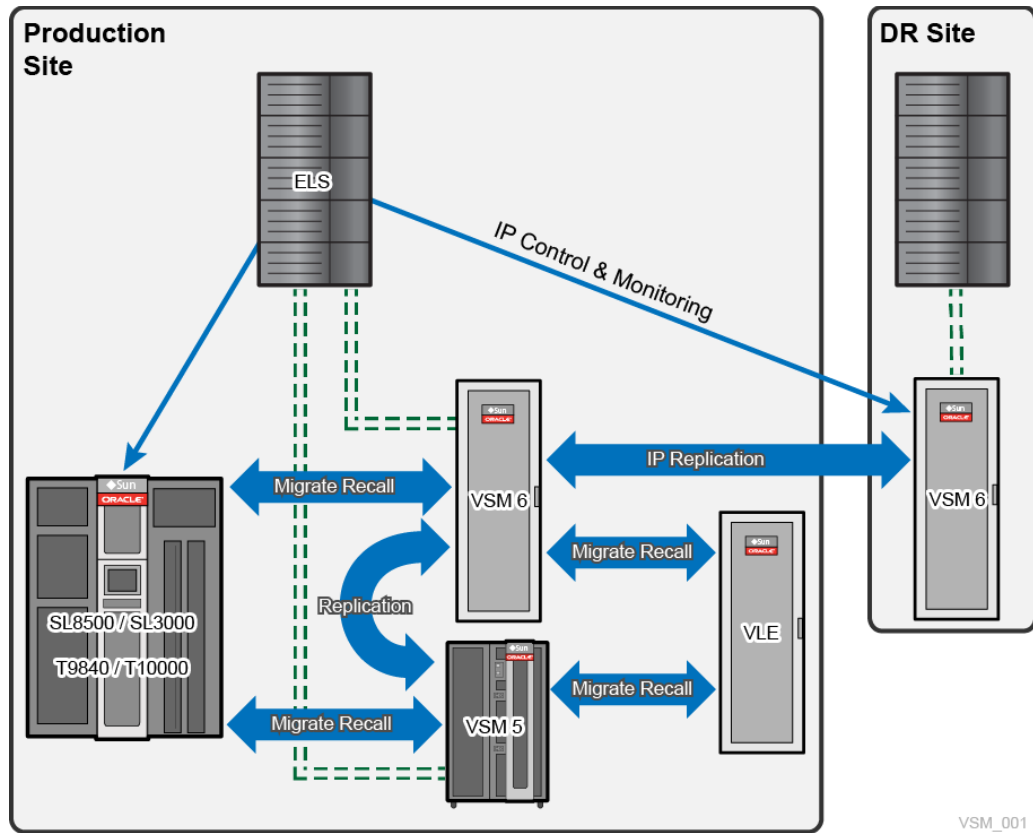 Production
Site
DR Site
ELS
IP Control & Monitoring
Sun
ORACLE
Sun
ORACLE
IP Replication
VSM 6
Sun
ORACLE
VSM 6
Migrate Recall
Sun
ORACLE
Migrate Recall
Replication
SL8500 / SL3000
T9840 / T10000
VLE
Sun
ORACLE
Migrate Recall
VSM 5
Migrate Recall
VSM_001